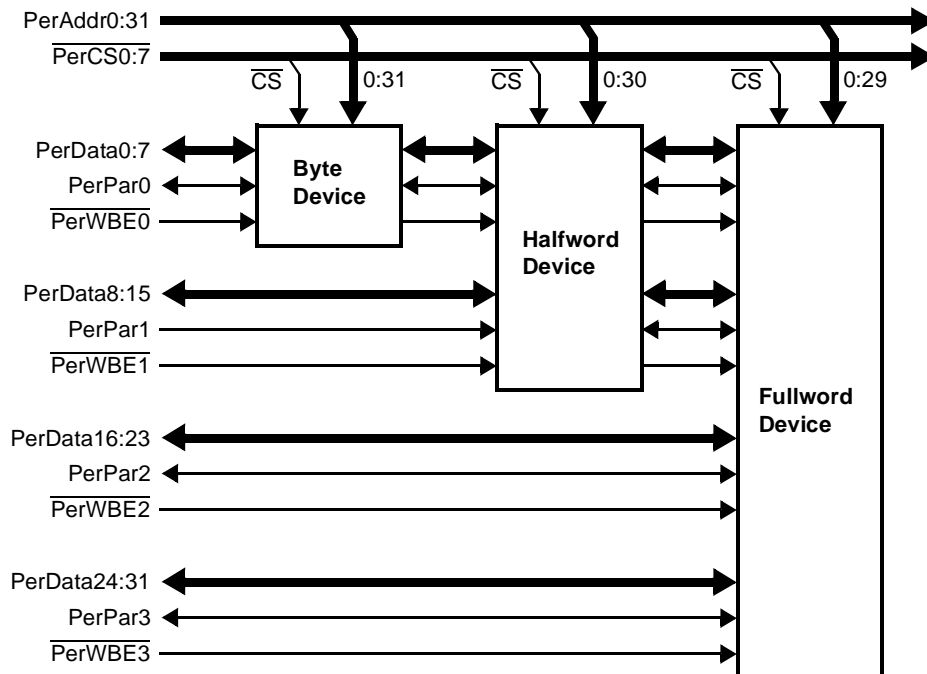 PerAddr0:31
PerCS0:7
CS 0:31 CS 0:30 CS 0:29
PerData0:7
PerPar0
PerWBE0
Byte
Device
Halfword
Device
PerData8:15
PerPar1
PerWBE1
Fullword
Device
PerData16:23
PerPar2
PerWBE2
PerData24:31
PerPar3
PerWBE3